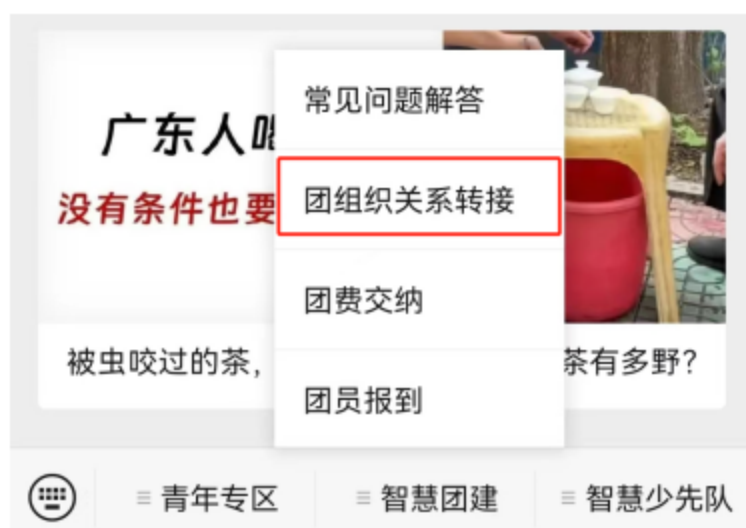 常见问题解答
广东人
没有条件也要
团组织关系转接
团费交纳
被虫咬过的茶,
茶有多野?
团员报到
青年专区
智慧团建
智慧少先队